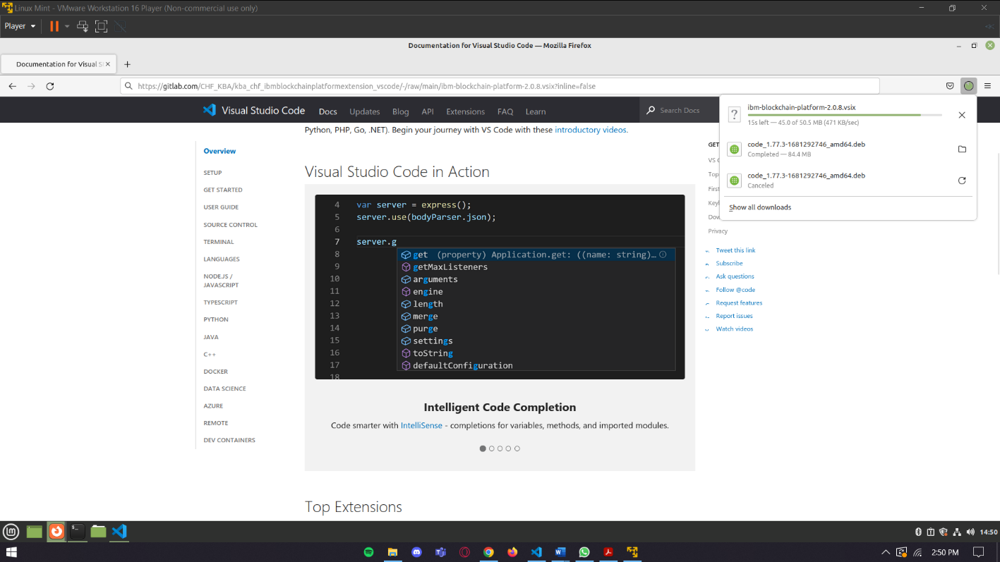 Linux Mint - VMware Workstation 16 Player (Non-commercial use only)
Player
Documentation for Visual Studio Code — Mozilla Firefox
Documentation for Visual S
https://gitlab.com/CHF_KBA/kba_chf_ibmblockchainplatformextension_vscode/-/raw/main/ibm-blockchain-platform-2.0.8.vsix?inline=false
Visual Studio Code Docs Updates Blog API Extensions FAQ Learn Search Docs
ibm-blockchain-platform-2.0.8.vsix
15s left — 45.0 of 50.5 MB (471 KB/sec)
code_1.77.3-1681292746_amd64.deb
Completed — 84.4 MB
code_1.77.3-1681292746_amd64.deb
Canceled
Show all downloads
Python, PHP, Go, .NET). Begin your journey with VS Code with these introductory videos.
Overview
SETUP
GET STARTED
USER GUIDE
SOURCE CONTROL
TERMINAL
LANGUAGES
NODE.JS /
JAVASCRIPT
TYPESCRIPT
PYTHON
JAVA
C++
DOCKER
DATA SCIENCE
AZURE
REMOTE
DEV CONTAINERS
Visual Studio Code in Action
4 var server = express();
5 server.use(bodyParser.json);
6
7 server.g
8 get (property) Application.get: ((name: string)…
9 getMaxListeners
10 arguments
11 engine
12 length
13 merge
14 purge
15 settings
16 toString
17 defaultConfiguration
18
Intelligent Code Completion
Code smarter with IntelliSense - completions for variables, methods, and imported modules.
Top Extensions
GET
VS C
Top
First
Keyl
Dow
Privacy
Tweet this link
Subscribe
Ask questions
Follow @code
Request features
Report issues
Watch videos
14:50
2:50 PM